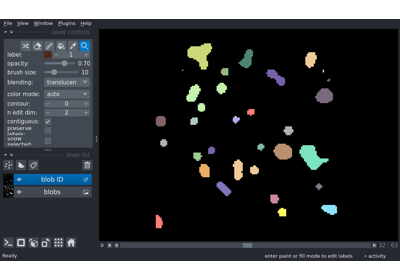 File View Window Plugins Help
layer controls
label: 1
opacity: 0.70
brush size: 10
blending: translucen
color mode: auto
contour: 0
n edit dim: 2
contiguous:
preserve
labels:
show
selected:
layer list
blob ID
blobs
0 32 63
Ready
enter paint or fill mode to edit labels
activity